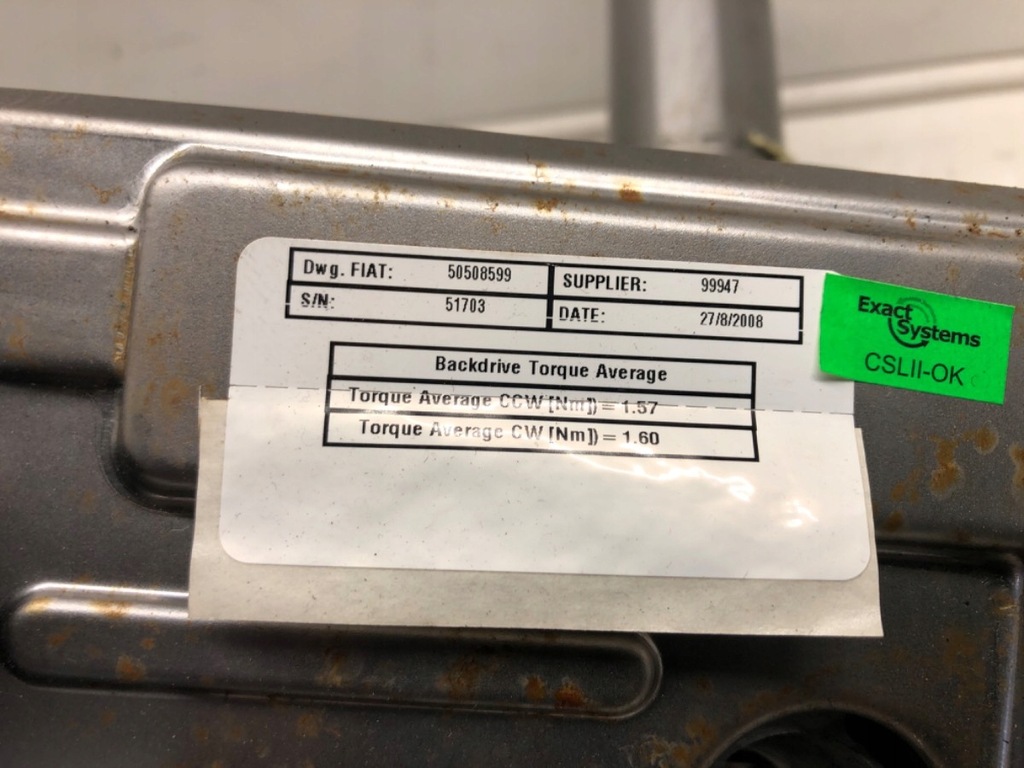 Dwg. FIAT: 50508599 SUPPLIER: 99947
S/N: 51703 DATE: 27/8/2008
Backdrive Torque Average
Torque Average CCW [Nm]) = 1.57
Torque Average CW [Nm]) = 1.60
Exact
Systems
CSLII-OK